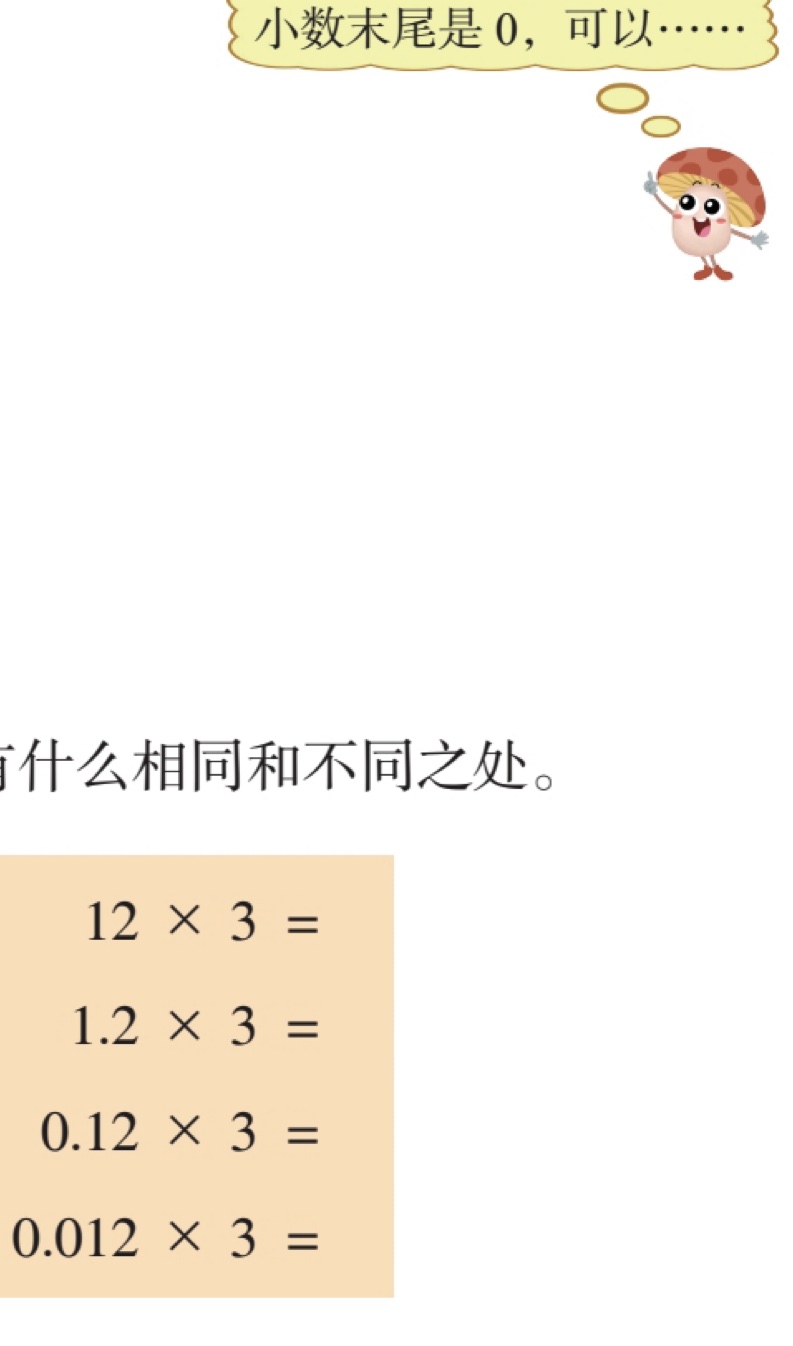 小数末尾是 0，可以……
有什么相同和不同之处。
12 × 3 =
1.2 × 3 =
0.12 × 3 =
0.012 × 3 =